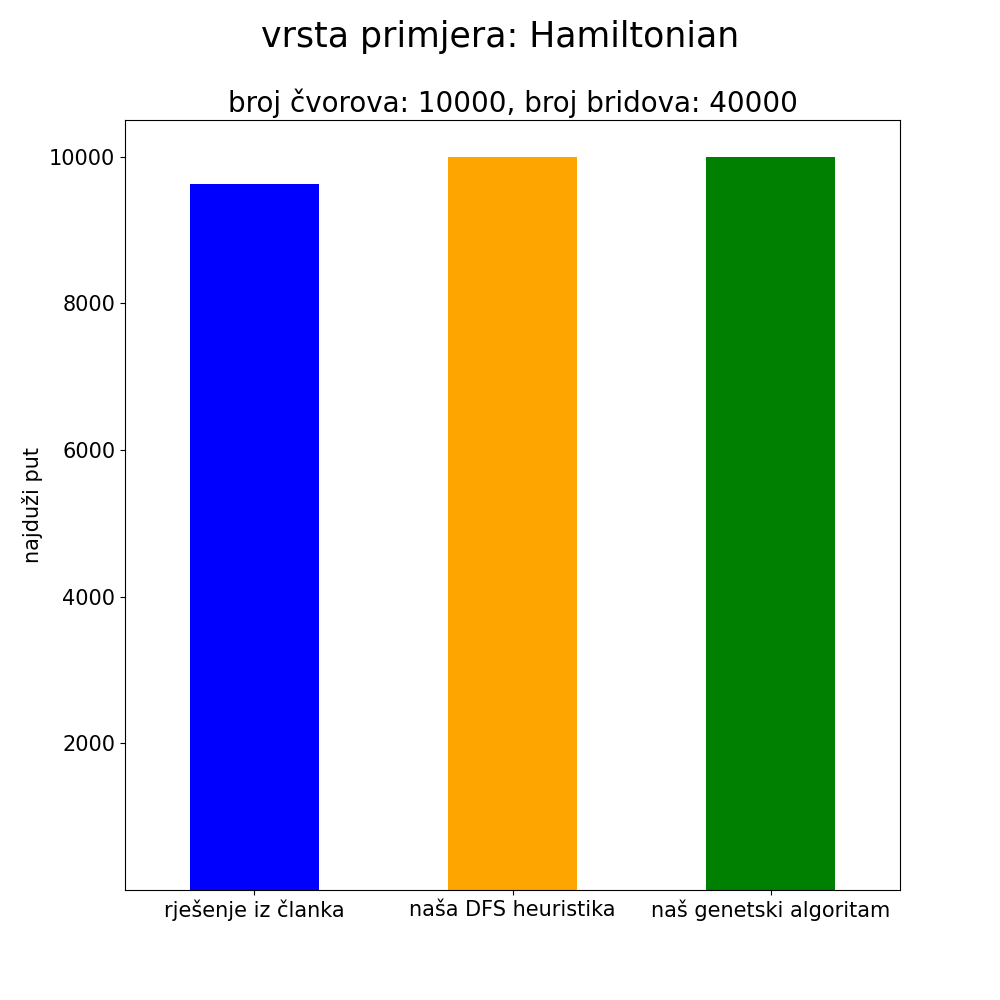 vrsta primjera: Hamiltonian
broj čvorova: 10000, broj bridova: 40000
10000
8000
6000
4000
2000
najduži put
rješenje iz članka
naša DFS heuristika
naš genetski algoritam